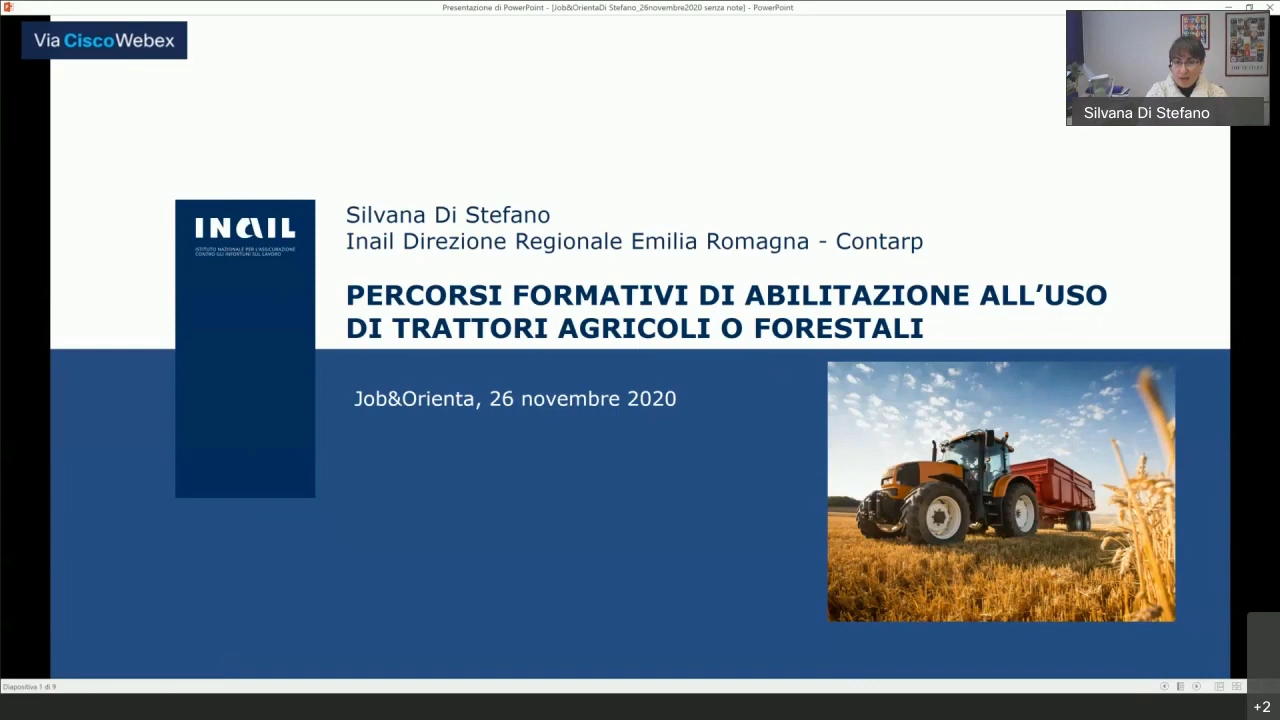 Presentazione di PowerPoint - [Job&OrientaDi Stefano_26novembre2020 senza note] - PowerPoint
Via CiscoWebex
Silvana Di Stefano
INAIL
ISTITUTO NAZIONALE PER L'ASSICURAZIONE
CONTRO GLI INFORTUNI SUL LAVORO
Silvana Di Stefano
Inail Direzione Regionale Emilia Romagna - Contarp
PERCORSI FORMATIVI DI ABILITAZIONE ALL’USO
DI TRATTORI AGRICOLI O FORESTALI
Job&Orienta, 26 novembre 2020
Diapositiva 1 di 9
+2